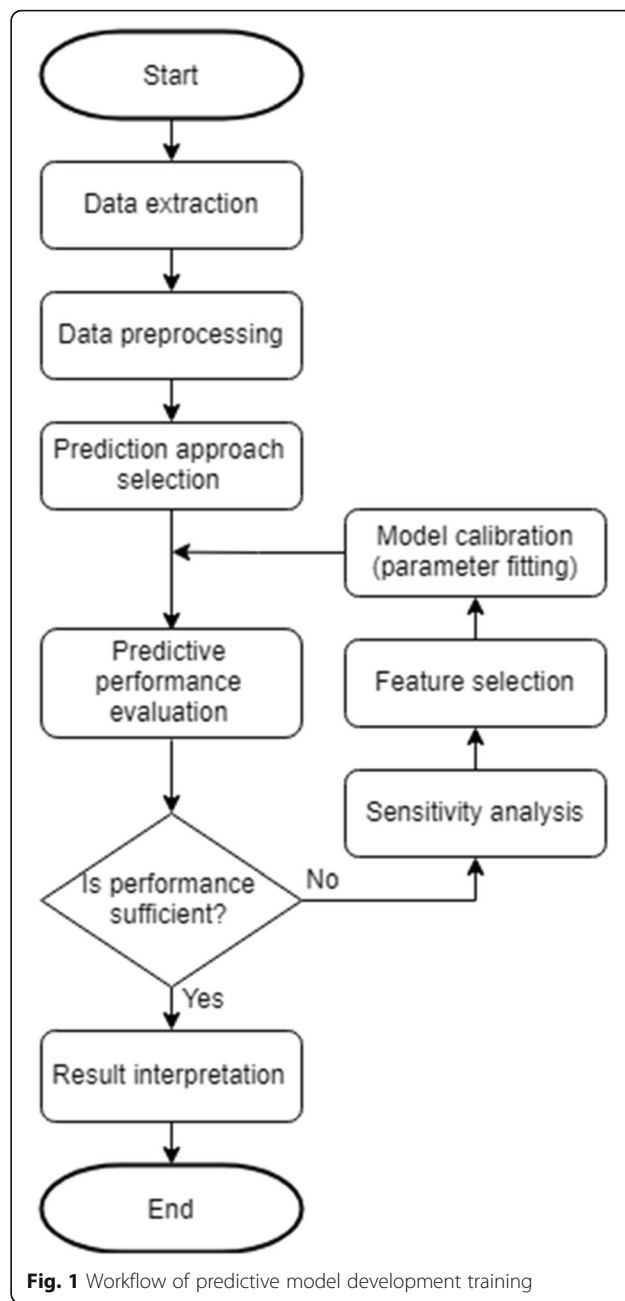 Start
Data extraction
Data preprocessing
Prediction approach
selection
Model calibration
(parameter fitting)
Predictive
performance
evaluation
Feature selection
Sensitivity analysis
Is performance
sufficient?
No
Yes
Result interpretation
End
Fig. 1 Workflow of predictive model development training